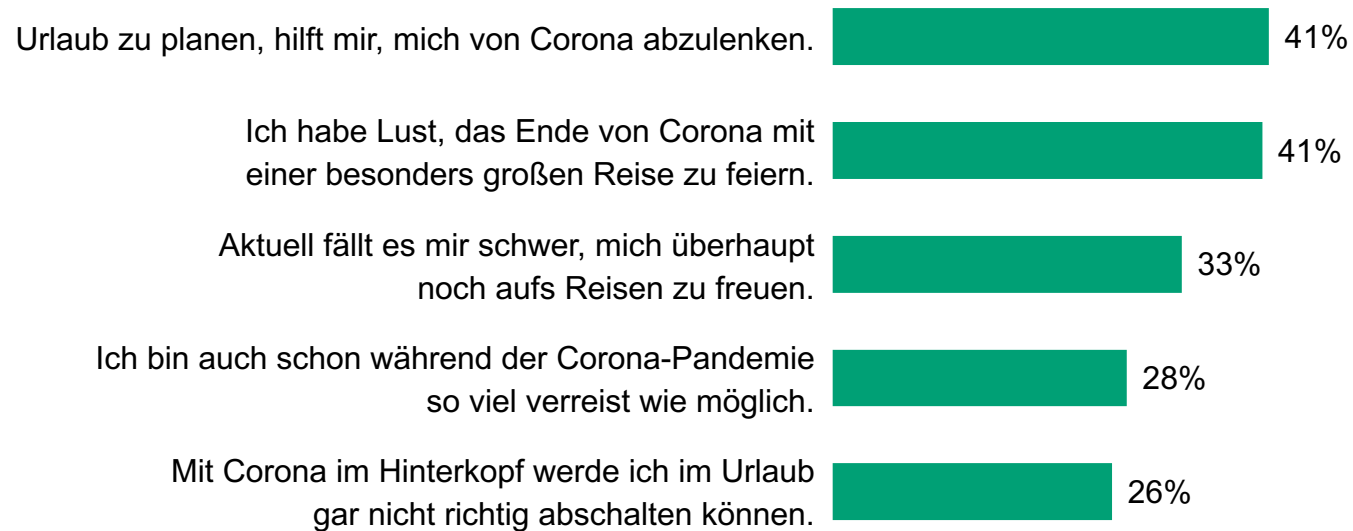 Urlaub zu planen, hilft mir, mich von Corona abzulenken.
41%
Ich habe Lust, das Ende von Corona mit
einer besonders großen Reise zu feiern.
41%
Aktuell fällt es mir schwer, mich überhaupt
noch aufs Reisen zu freuen.
33%
Ich bin auch schon während der Corona-Pandemie
so viel verreist wie möglich.
28%
Mit Corona im Hinterkopf werde ich im Urlaub
gar nicht richtig abschalten können.
26%